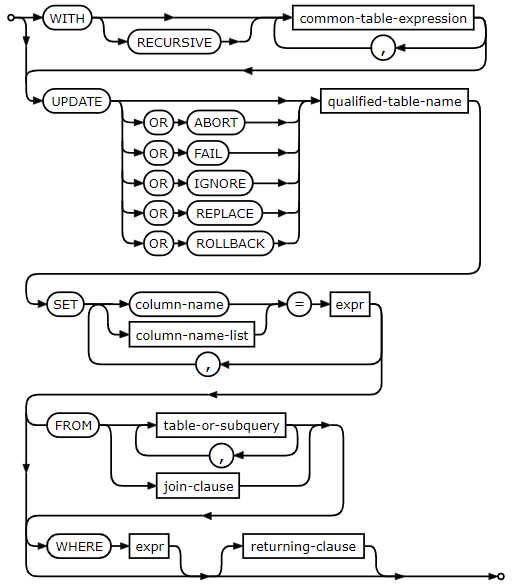 WITH common-table-expression
RECURSIVE ,
UPDATE qualified-table-name
OR ABORT
OR FAIL
OR IGNORE
OR REPLACE
OR ROLLBACK
SET column-name = expr
column-name-list
,
FROM table-or-subquery
,
join-clause
WHERE expr returning-clause